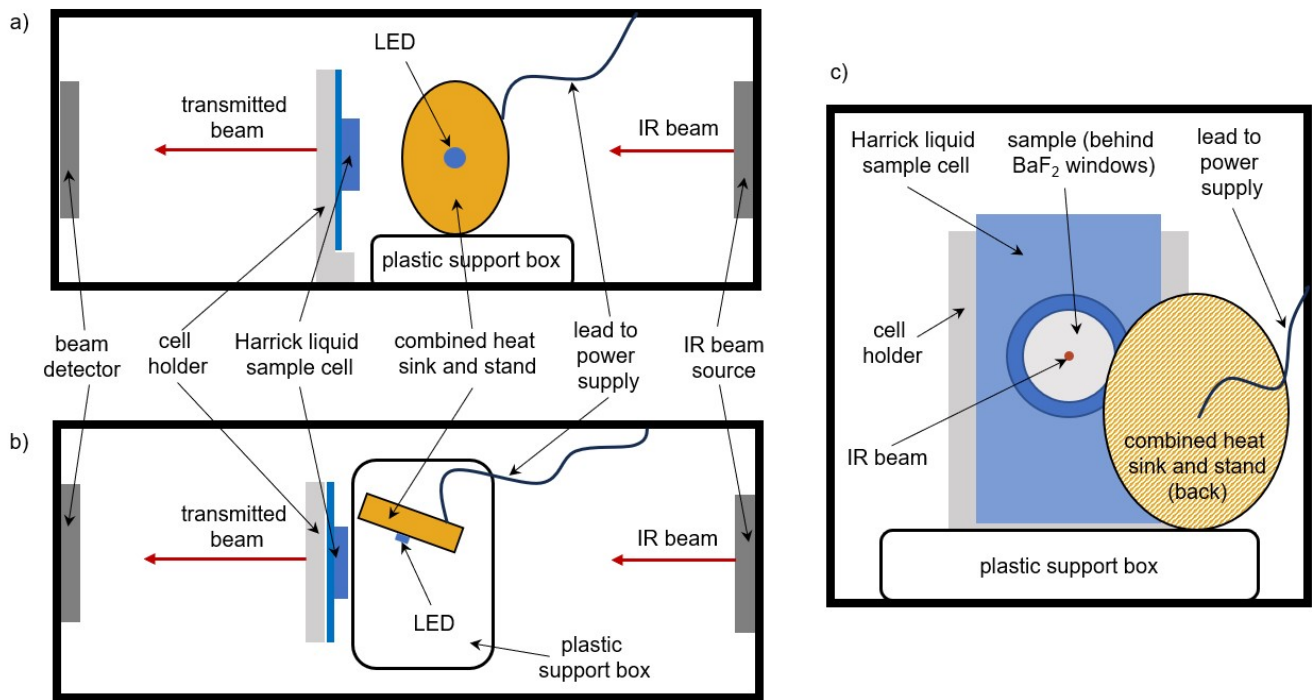 a)
LED
transmitted
beam
IR beam
plastic support box
beam
detector
cell
holder
Harrick liquid
sample cell
combined heat
sink and stand
lead to
power
supply
IR beam
source
b)
transmitted
beam
IR beam
LED
plastic
support box
c)
Harrick liquid
sample cell
sample (behind
BaF₂ windows)
lead to
power
supply
cell
holder
IR beam
combined heat
sink and stand
(back)
plastic support box